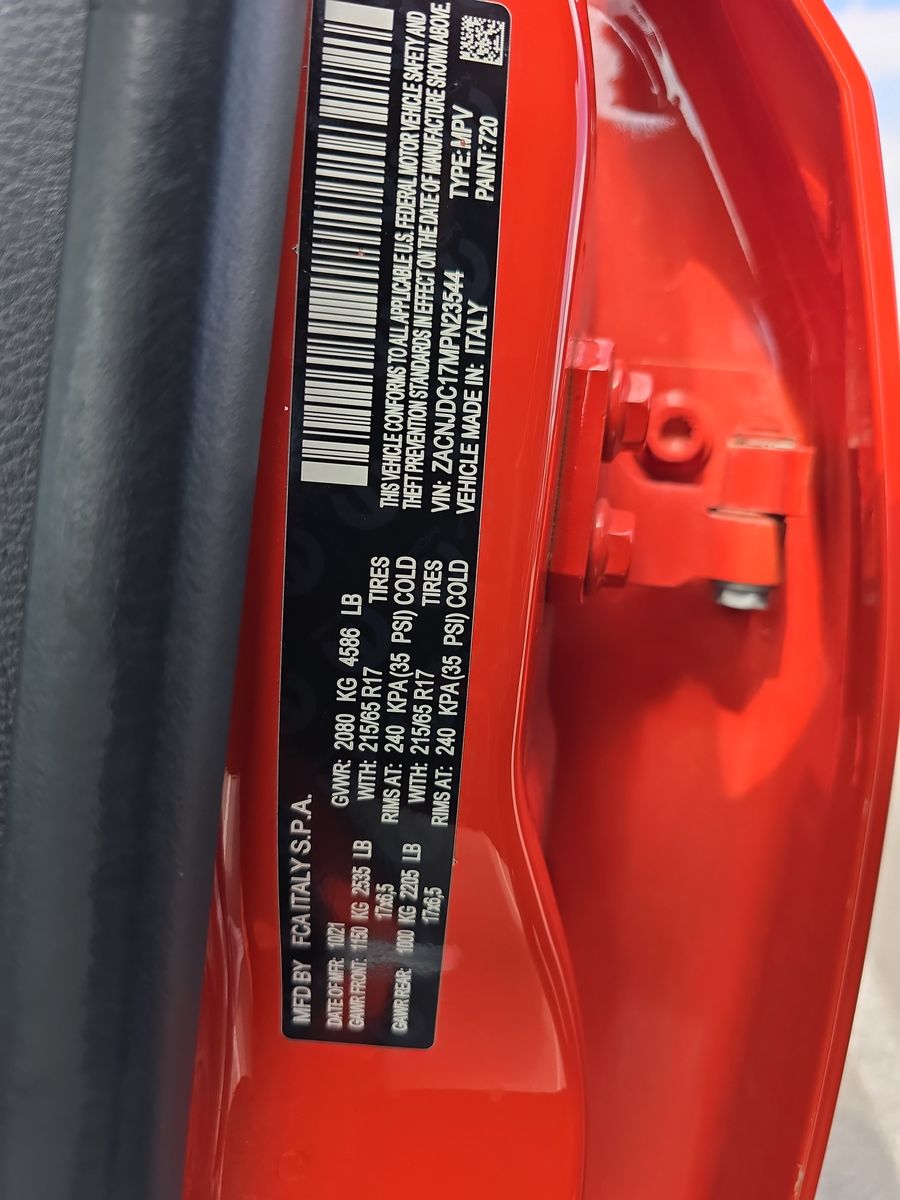 MFD BY FCA ITALY S.P.A.
DATE OF MFR: 10/21
GVWR: 2080 KG 4586 LB
GAWR FRONT: 1150 KG 2535 LB
WITH: 215/65 R17 TIRES
17x6,5
RIMS AT: 240 KPA (35 PSI) COLD
GAWR REAR: 1000 KG 2205 LB
WITH: 215/65 R17 TIRES
17x6,5
RIMS AT: 240 KPA (35 PSI) COLD
THIS VEHICLE CONFORMS TO ALL APPLICABLE U.S. FEDERAL MOTOR VEHICLE SAFETY AND
THEFT PREVENTION STANDARDS IN EFFECT ON THE DATE OF MANUFACTURE SHOWN ABOVE.
VIN: ZACNJDC17MPN23544 TYPE: MPV
VEHICLE MADE IN: ITALY PAINT: 720